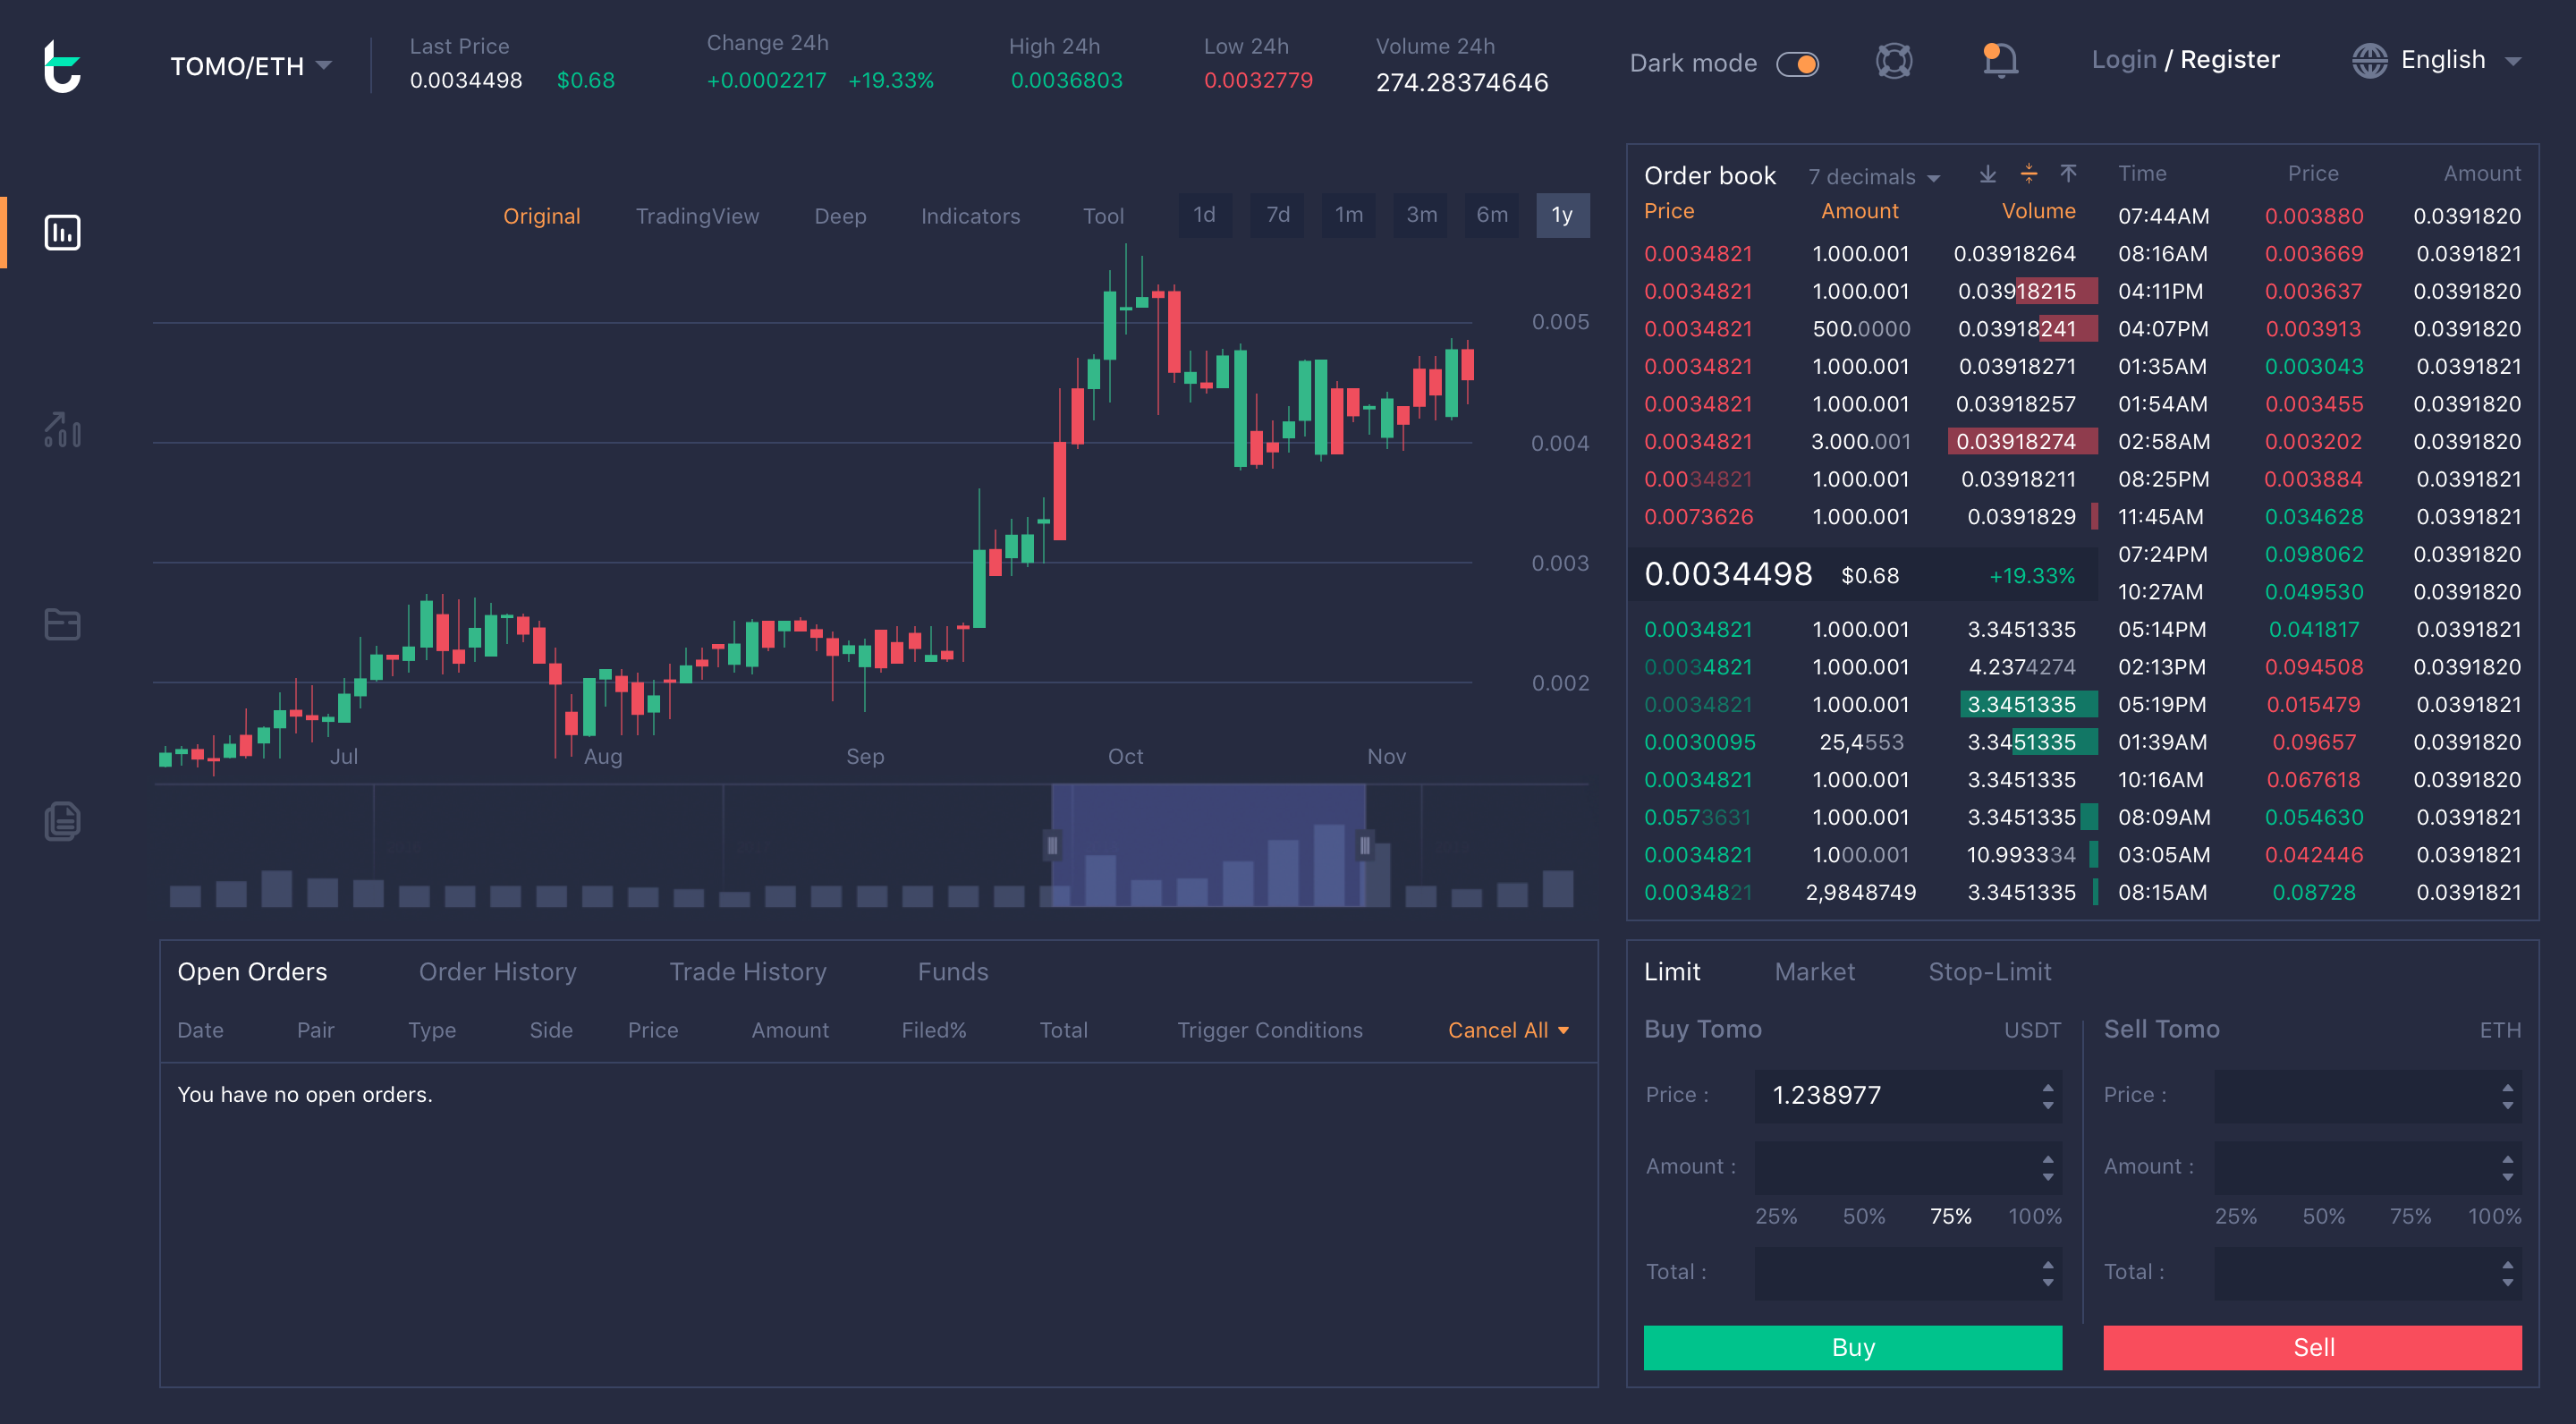 TOMO/ETH
Last Price
0.0034498 $0.68
Change 24h
+0.0002217 +19.33%
High 24h
0.0036803
Low 24h
0.0032779
Volume 24h
274.28374646
Dark mode
Login / Register
English
Original TradingView Deep Indicators Tool 1d 7d 1m 3m 6m 1y
0.005
0.004
0.003
0.002
Jul Aug Sep Oct Nov
Order book 7 decimals
Price Amount Volume
0.0034821 1.000.001 0.03918264
0.0034821 1.000.001 0.03918215
0.0034821 500.0000 0.03918241
0.0034821 1.000.001 0.03918271
0.0034821 1.000.001 0.03918257
0.0034821 3.000.001 0.03918274
0.0034821 1.000.001 0.03918211
0.0073626 1.000.001 0.0391829
0.0034498 $0.68 +19.33%
0.0034821 1.000.001 3.3451335
0.0034821 1.000.001 4.2374274
0.0034821 1.000.001 3.3451335
0.0030095 25,4553 3.3451335
0.0034821 1.000.001 3.3451335
0.0573631 1.000.001 3.3451335
0.0034821 1.000.001 10.993334
0.0034821 2,9848749 3.3451335
Time Price Amount
07:44AM 0.003880 0.0391820
08:16AM 0.003669 0.0391821
04:11PM 0.003637 0.0391820
04:07PM 0.003913 0.0391820
01:35AM 0.003043 0.0391821
01:54AM 0.003455 0.0391820
02:58AM 0.003202 0.0391820
08:25PM 0.003884 0.0391821
11:45AM 0.034628 0.0391821
07:24PM 0.098062 0.0391820
10:27AM 0.049530 0.0391820
05:14PM 0.041817 0.0391821
02:13PM 0.094508 0.0391820
05:19PM 0.015479 0.0391821
01:39AM 0.09657 0.0391820
10:16AM 0.067618 0.0391820
08:09AM 0.054630 0.0391821
03:05AM 0.042446 0.0391821
08:15AM 0.08728 0.0391821
Open Orders Order History Trade History Funds
Date Pair Type Side Price Amount Filed% Total Trigger Conditions Cancel All
You have no open orders.
Limit Market Stop-Limit
Buy Tomo USDT
Price : 1.238977
Amount :
25% 50% 75% 100%
Total :
Buy
Sell Tomo ETH
Price :
Amount :
25% 50% 75% 100%
Total :
Sell